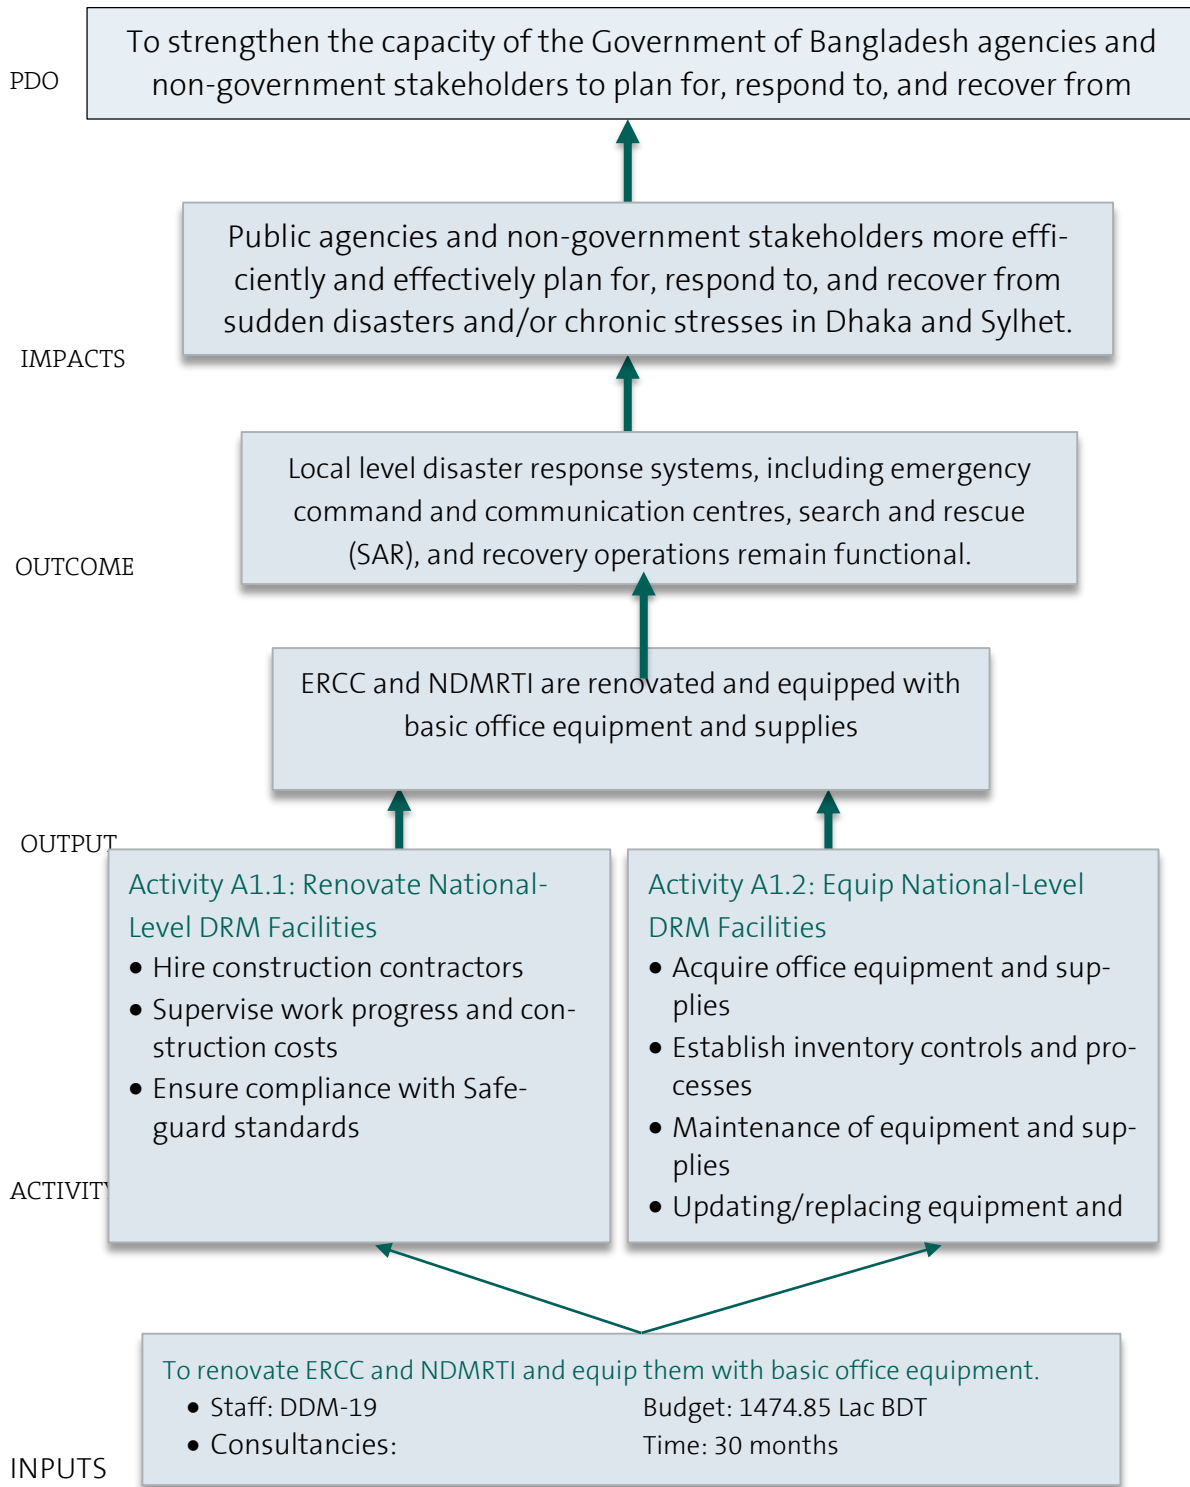 To strengthen the capacity of the Government of Bangladesh agencies and
non-government stakeholders to plan for, respond to, and recover from
PDO
Public agencies and non-government stakeholders more effi-
ciently and effectively plan for, respond to, and recover from
sudden disasters and/or chronic stresses in Dhaka and Sylhet.
IMPACTS
Local level disaster response systems, including emergency
command and communication centres, search and rescue
(SAR), and recovery operations remain functional.
OUTCOME
ERCC and NDMRTI are renovated and equipped with
basic office equipment and supplies
OUTPUT
Activity A1.1: Renovate National-
Level DRM Facilities
• Hire construction contractors
• Supervise work progress and con-
struction costs
• Ensure compliance with Safe-
guard standards
Activity A1.2: Equip National-Level
DRM Facilities
• Acquire office equipment and sup-
plies
• Establish inventory controls and pro-
cesses
• Maintenance of equipment and sup-
plies
• Updating/replacing equipment and
ACTIVITY
To renovate ERCC and NDMRTI and equip them with basic office equipment.
• Staff: DDM-19 Budget: 1474.85 Lac BDT
• Consultancies: Time: 30 months
INPUTS